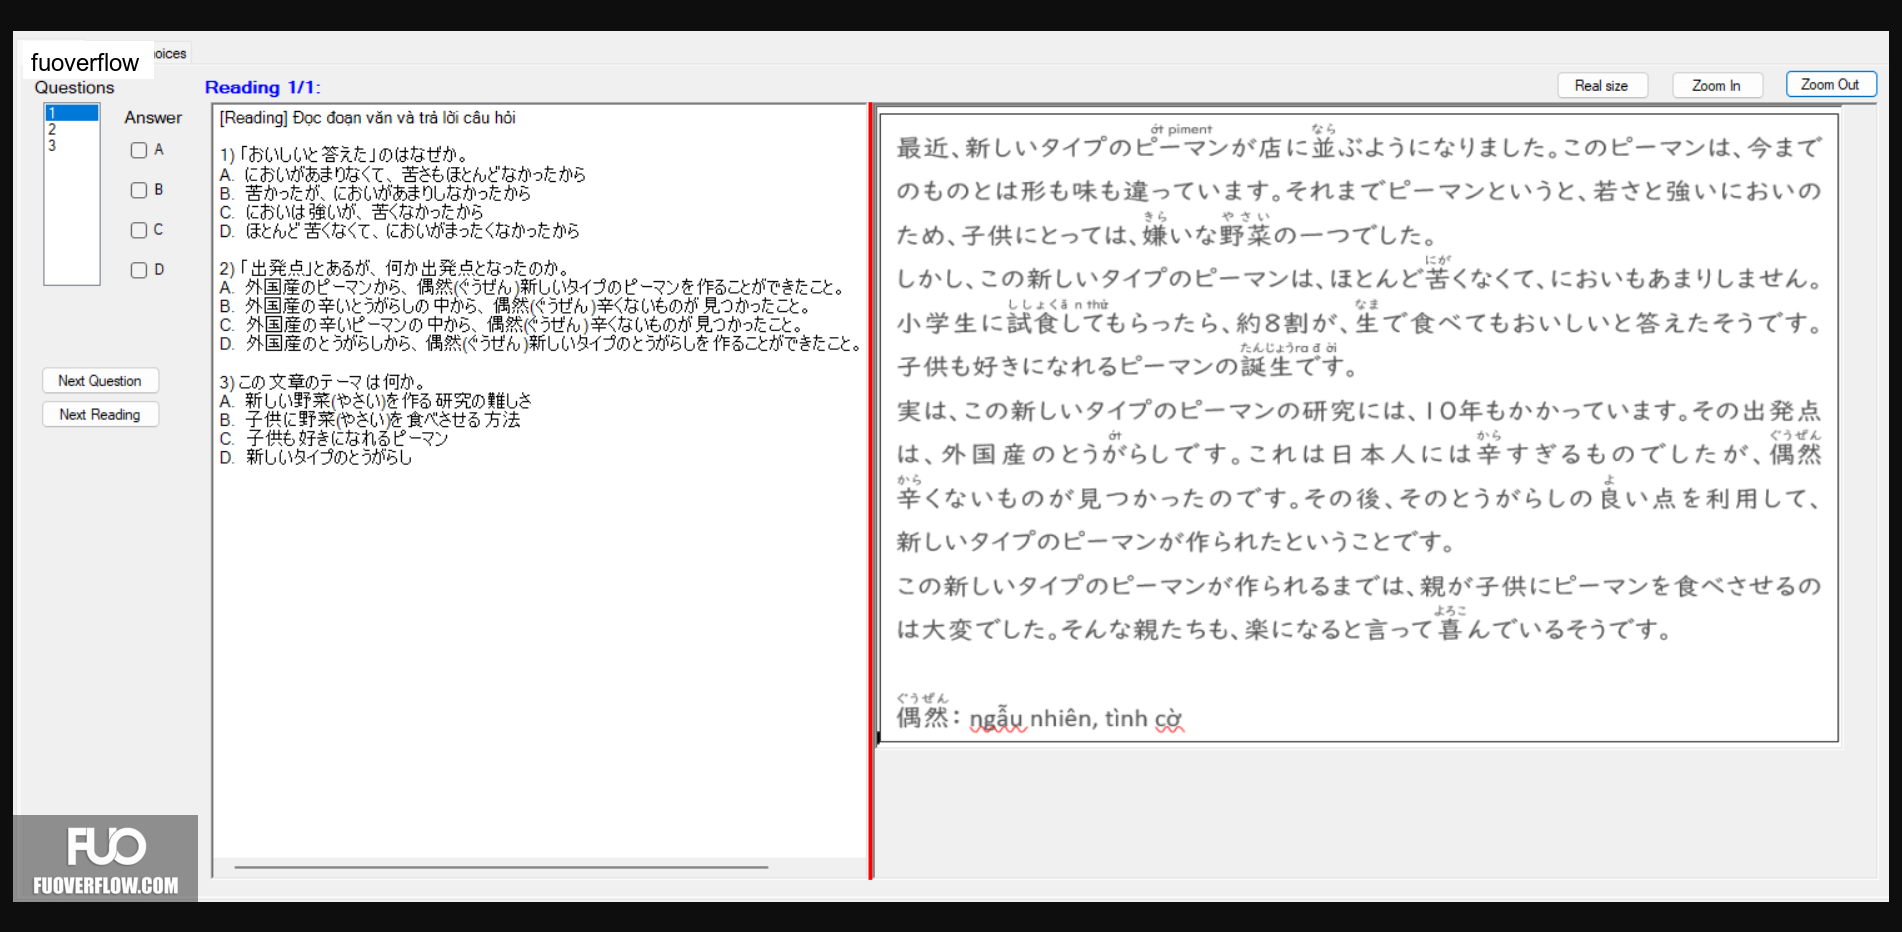 fuoverflow
oices
Questions
Reading 1/1:
Real size
Zoom In
Zoom Out
1
2
3
Answer
A
B
C
D
Next Question
Next Reading
[Reading] Đọc đoạn văn và trả lời câu hỏi
1)「おいしいと答えた」のはなぜか。
A. においがあまりなくて、苦さもほとんどなかったから
B. 苦かったが、においがあまりしなかったから
C. においは強いが、苦くなかったから
D. ほとんど苦くなくて、においがまったくなかったから
2)「出発点」とあるが、何か出発点となったのか。
A. 外国産のピーマンから、偶然(ぐうぜん)新しいタイプのピーマンを作ることができたこと。
B. 外国産の辛いとうがらしの中から、偶然(ぐうぜん)辛くないものが見つかったこと。
C. 外国産の辛いピーマンの中から、偶然(ぐうぜん)辛くないものが見つかったこと。
D. 外国産のとうがらしから、偶然(ぐうぜん)新しいタイプのとうがらしを作ることができたこと。
3)この文章のテーマは何か。
A. 新しい野菜(やさい)を作る研究の難しさ
B. 子供に野菜(やさい)を食べさせる方法
C. 子供も好きになれるピーマン
D. 新しいタイプのとうがらし
ớt piment なら
最近、新しいタイプのピーマンが店に並ぶようになりました。このピーマンは、今まで
のものとは形も味も違っています。それまでピーマンというと、若さと強いにおいの
きら やさい
ため、子供にとっては、嫌いな野菜の一つでした。
にが
しかし、この新しいタイプのピーマンは、ほとんど苦くなくて、においもあまりしません。
ししょくă n thử なま
小学生に試食してもらったら、約8割が、生で食べてもおいしいと答えたそうです。
たんじょうra đ ời
子供も好きになれるピーマンの誕生です。
実は、この新しいタイプのピーマンの研究には、10年もかかっています。その出発点
ớt から ぐうぜん
は、外国産のとうがらしです。これは日本人には辛すぎるものでしたが、偶然
から よ
辛くないものが見つかったのです。その後、そのとうがらしの良い点を利用して、
新しいタイプのピーマンが作られたということです。
この新しいタイプのピーマンが作られるまでは、親が子供にピーマンを食べさせるの
よろこ
は大変でした。そんな親たちも、楽になると言って喜んでいるそうです。
ぐうぜん
偶然： ngẫu nhiên, tình cờ
FUO
FUOVERFLOW.COM